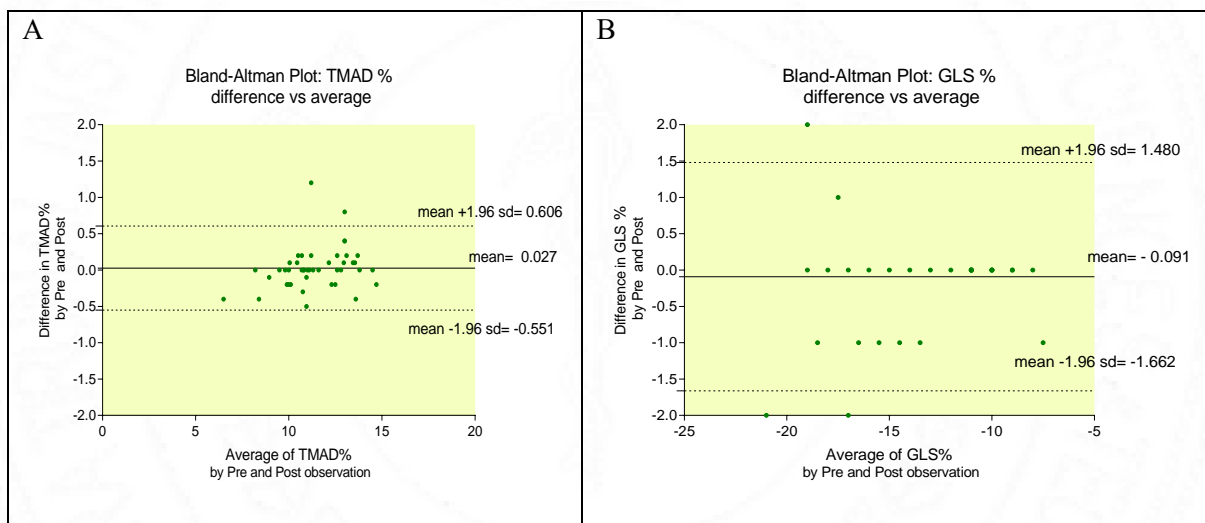 A
Bland-Altman Plot: TMAD %
difference vs average
Difference in TMAD%
by Pre and Post
2.0
1.5
1.0
0.5
0.0
-0.5
-1.0
-1.5
-2.0
mean +1.96 sd= 0.606
mean= 0.027
mean -1.96 sd= -0.551
0 5 10 15 20
Average of TMAD%
by Pre and Post observation
B
Bland-Altman Plot: GLS %
difference vs average
Difference in GLS %
by Pre and Post
2.0
1.5
1.0
0.5
0.0
-0.5
-1.0
-1.5
-2.0
mean +1.96 sd= 1.480
mean= - 0.091
mean -1.96 sd= -1.662
-25 -20 -15 -10 -5
Average of GLS%
by Pre and Post observation